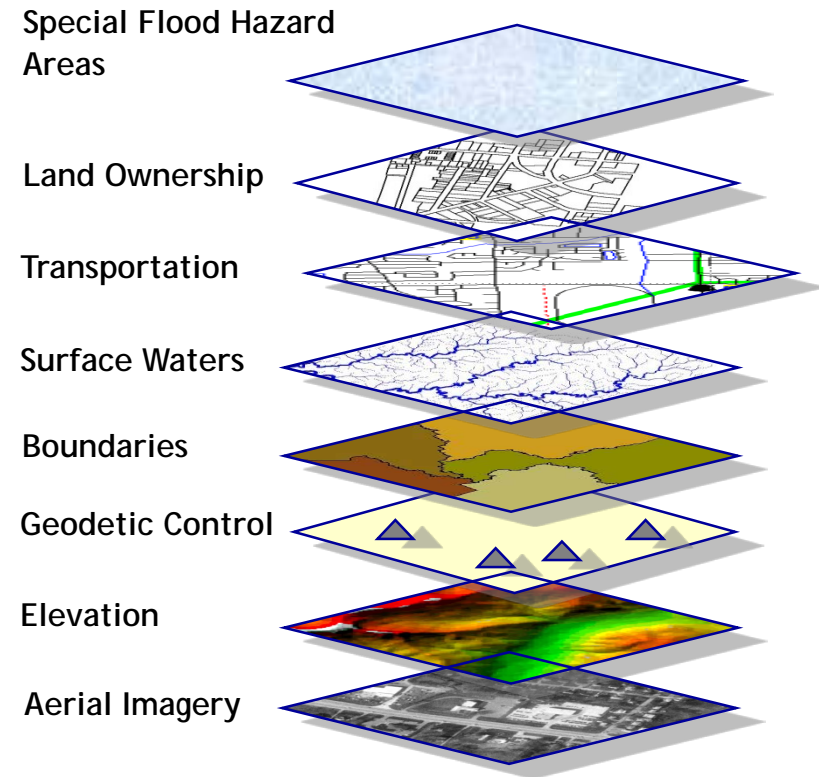 Special Flood Hazard
Areas
Land Ownership
Transportation
Surface Waters
Boundaries
Geodetic Control
Elevation
Aerial Imagery